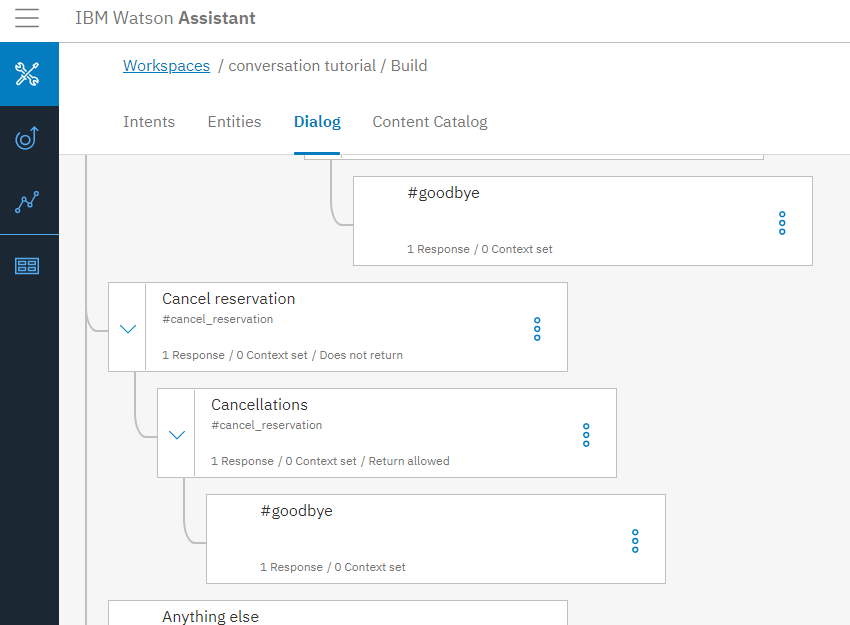 IBM Watson Assistant
Workspaces / conversation tutorial / Build
Intents Entities Dialog Content Catalog
#goodbye
1 Response / 0 Context set
Cancel reservation
#cancel_reservation
1 Response / 0 Context set / Does not return
Cancellations
#cancel_reservation
1 Response / 0 Context set / Return allowed
#goodbye
1 Response / 0 Context set
Anything else